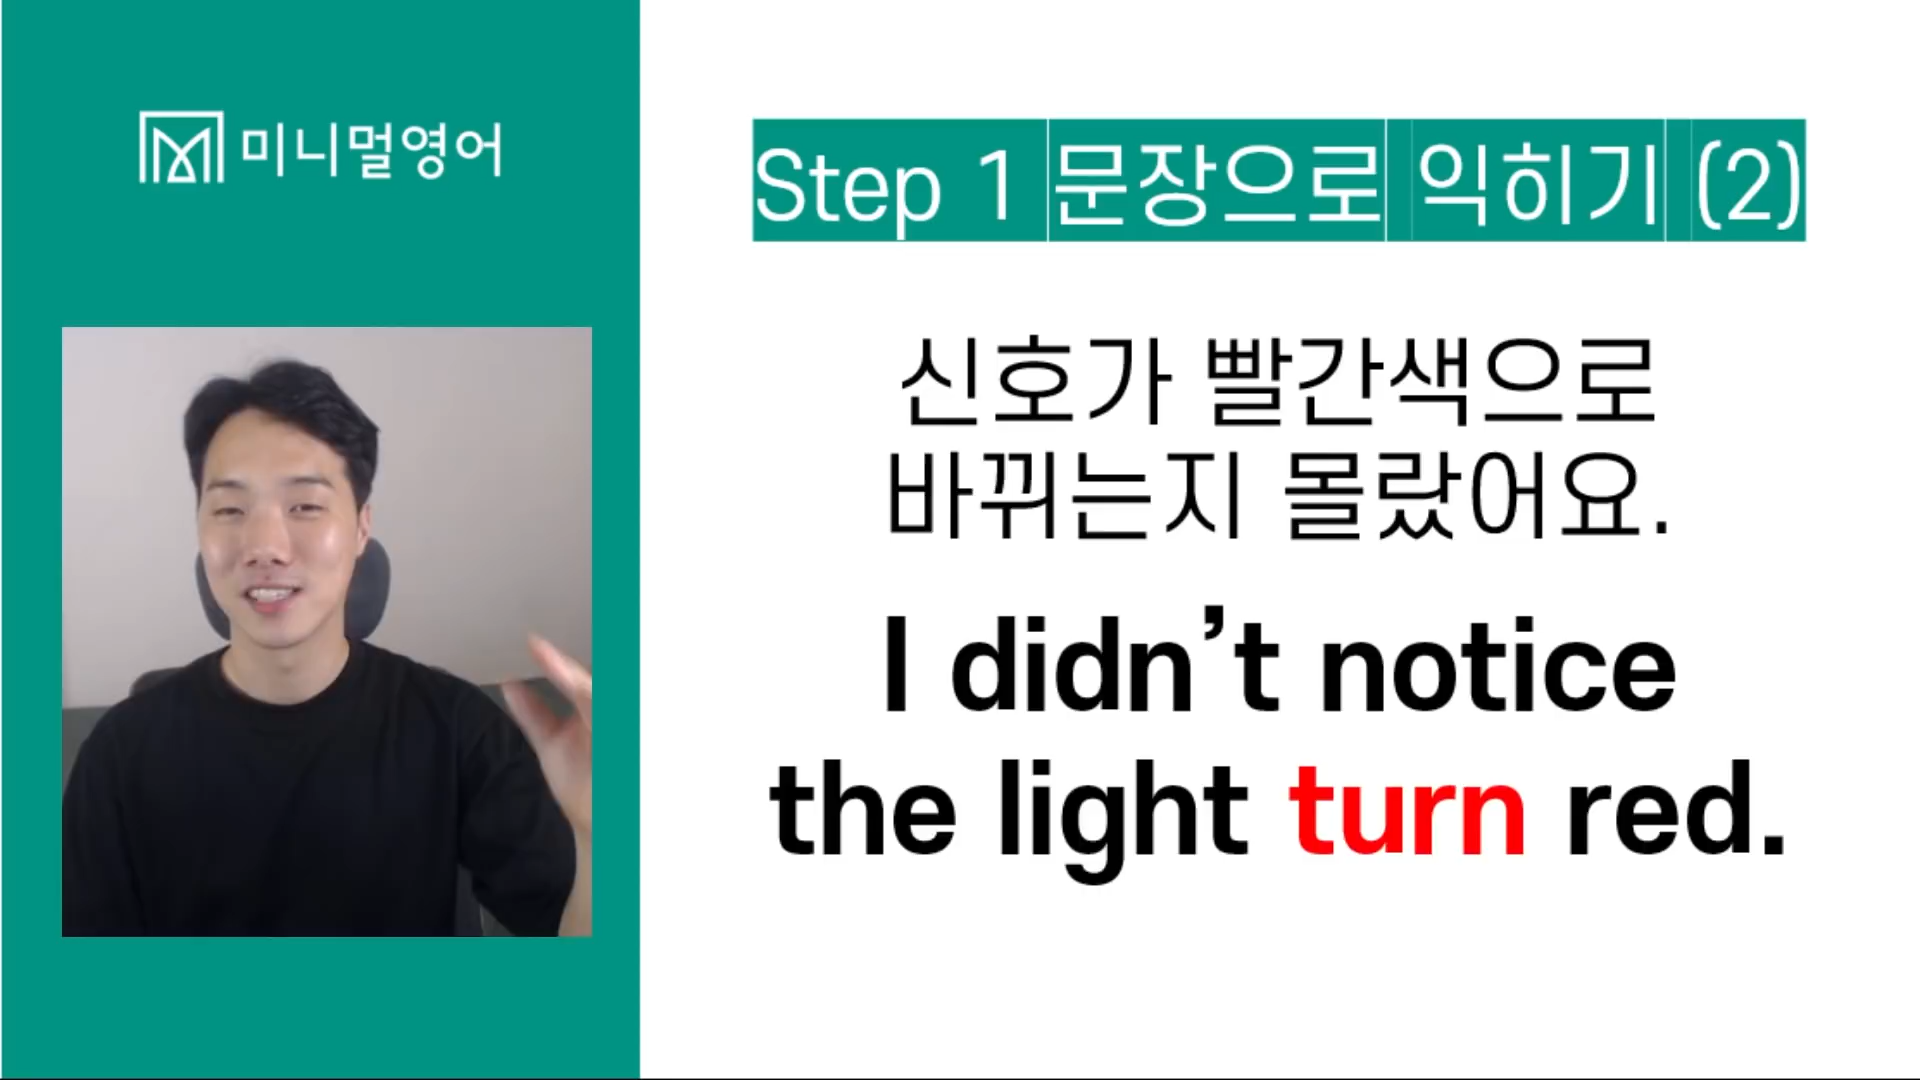 미니멀영어
Step 1 문장으로 익히기 (2)
신호가 빨간색으로
바뀌는지 몰랐어요.
I didn’t notice
the light turn red.